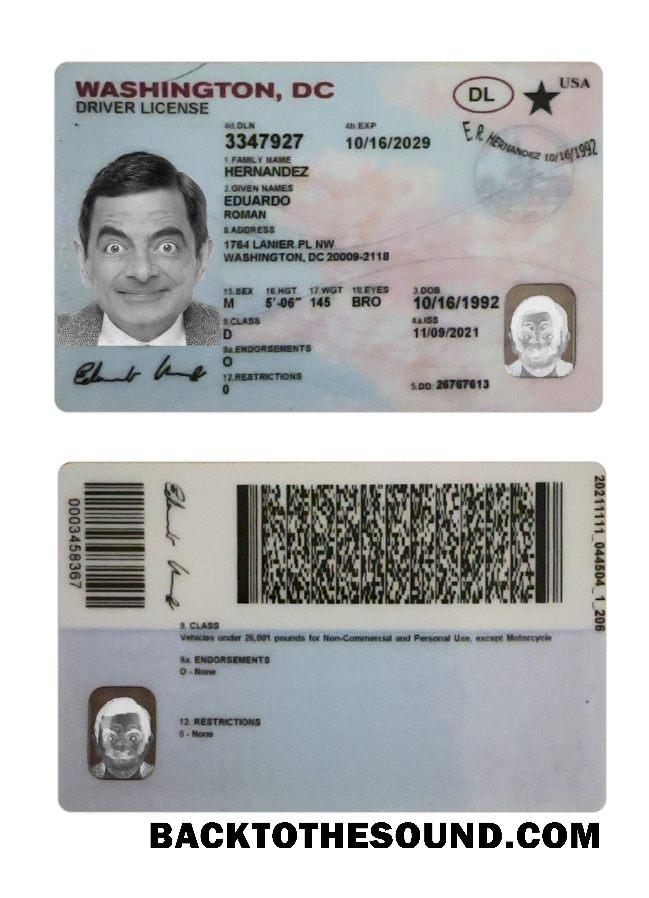 WASHINGTON, DC
DRIVER LICENSE
DL
USA
4d.DLN
3347927
4b.EXP
10/16/2029
E. R. HERNANDEZ 10/16/1992
1.FAMILY NAME
HERNANDEZ
2.GIVEN NAMES
EDUARDO
ROMAN
8.ADDRESS
1764 LANIER PL NW
WASHINGTON, DC 20009-2118
15.SEX 16.HGT 17.WGT 18.EYES 3.DOB
M 5'-06" 145 BRO 10/16/1992
9.CLASS
D
4a.ISS
11/09/2021
9a.ENDORSEMENTS
O
12.RESTRICTIONS
0
5.DD: 26767613
0003458367
20211111_044504_1_206
9. CLASS
Vehicles under 26,001 pounds for Non-Commercial and Personal Use, except Motorcycle
9a. ENDORSEMENTS
O - None
12. RESTRICTIONS
0 - None
BACKTOTHESOUND.COM